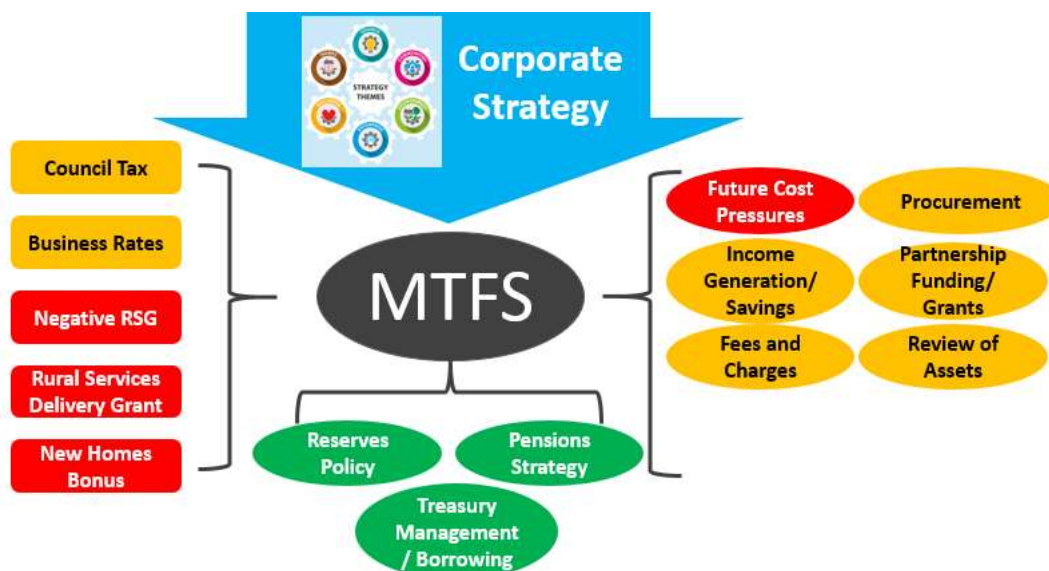 Corporate
Strategy
STRATEGY
THEMES
Council Tax
Business Rates
Negative RSG
Rural Services
Delivery Grant
New Homes
Bonus
MTFS
Future Cost
Pressures
Procurement
Income
Generation/
Savings
Partnership
Funding/
Grants
Fees and
Charges
Review of
Assets
Reserves
Policy
Pensions
Strategy
Treasury
Management
/ Borrowing